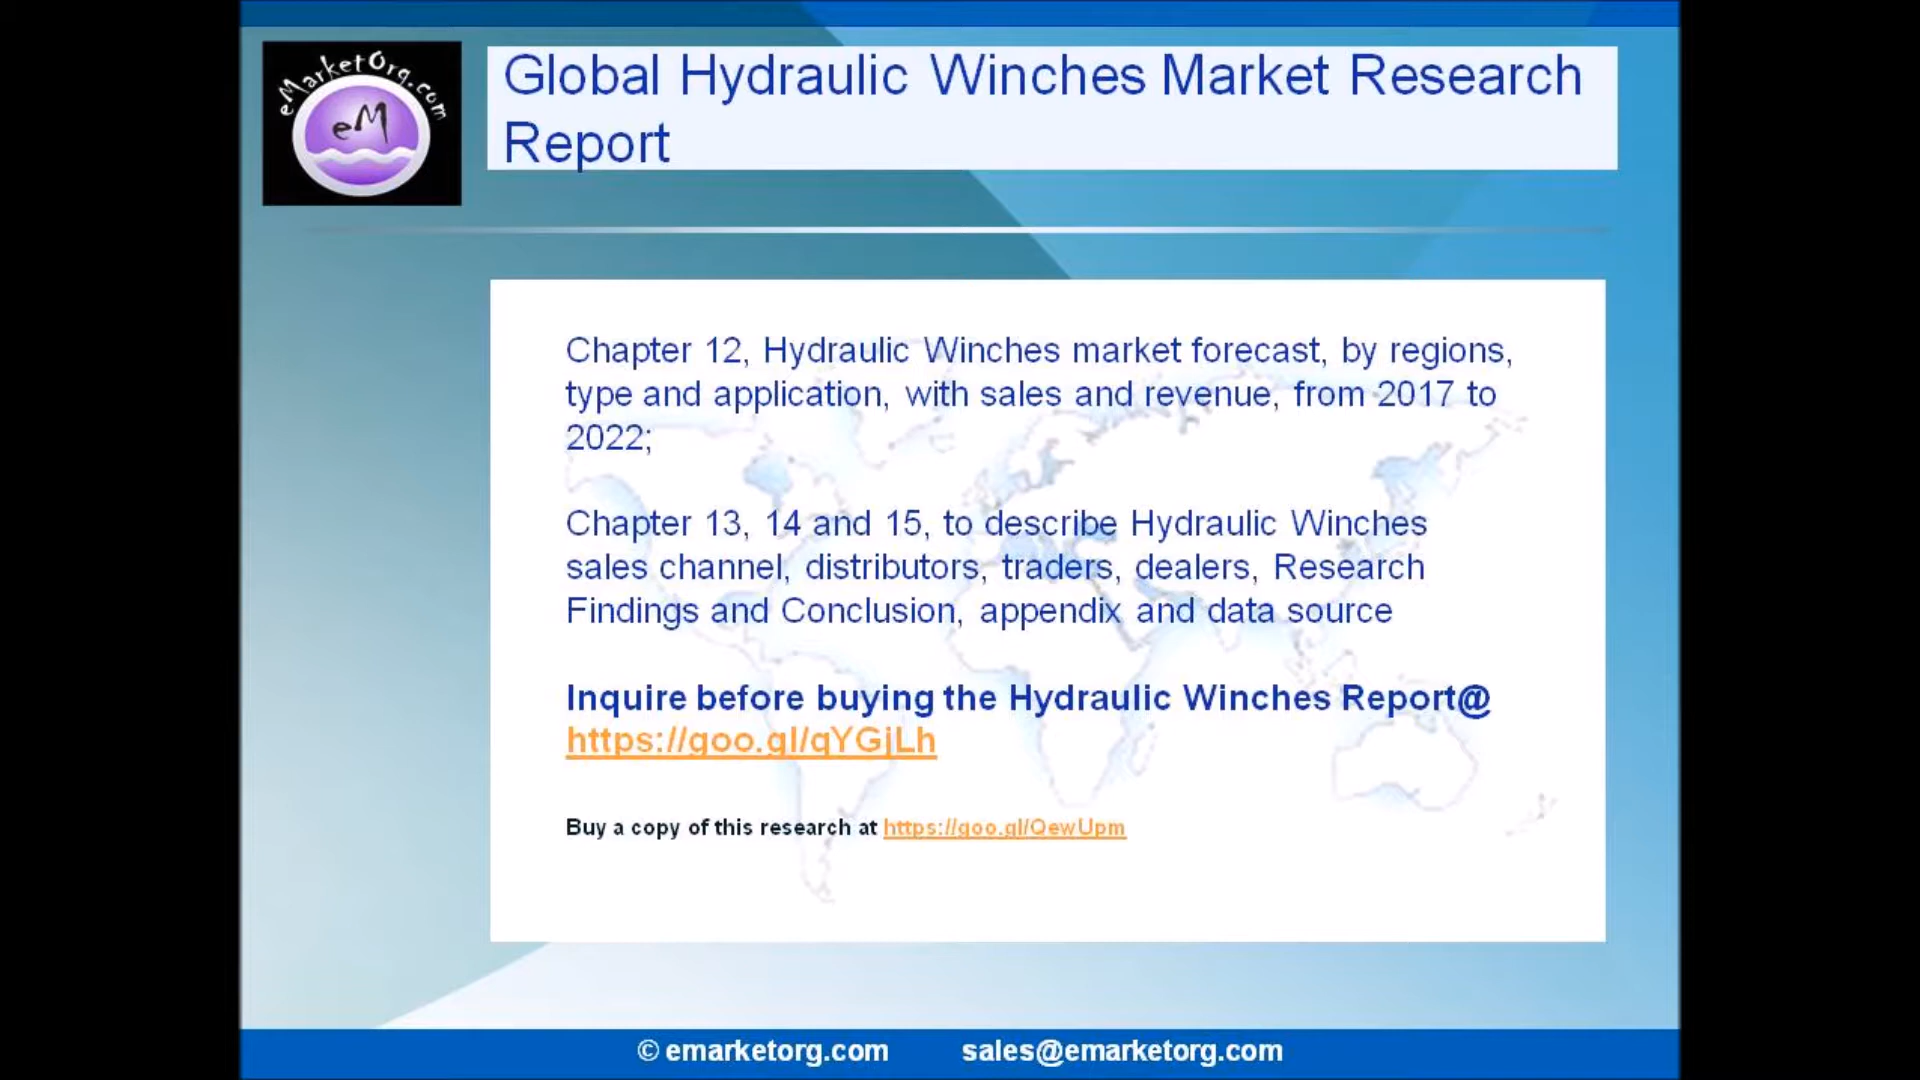 eMarketOrg.com
eM
Global Hydraulic Winches Market Research
Report
Chapter 12, Hydraulic Winches market forecast, by regions,
type and application, with sales and revenue, from 2017 to
2022;
Chapter 13, 14 and 15, to describe Hydraulic Winches
sales channel, distributors, traders, dealers, Research
Findings and Conclusion, appendix and data source
Inquire before buying the Hydraulic Winches Report@
https://goo.gl/qYGjLh
Buy a copy of this research at https://goo.gl/QewUpm
© emarketorg.com sales@emarketorg.com